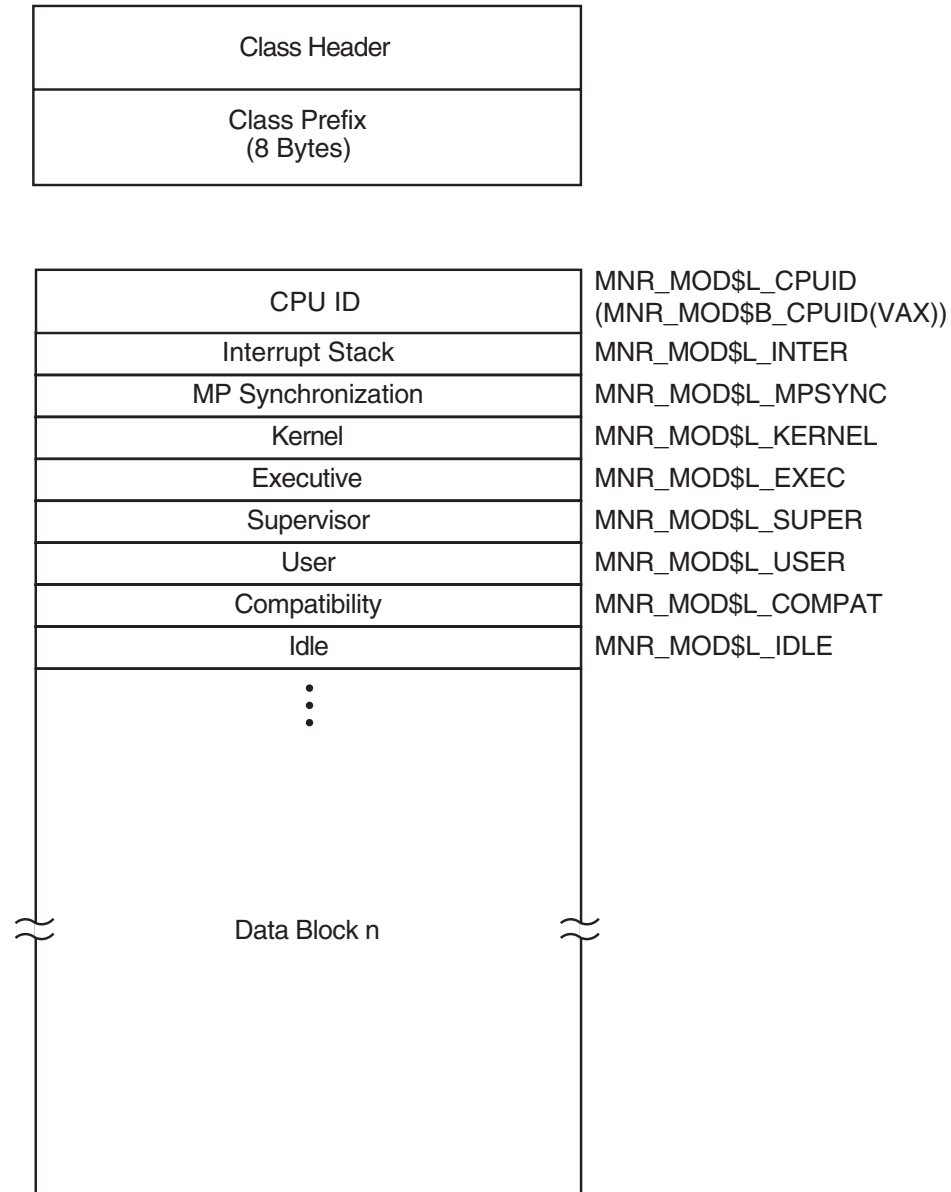 Class Header
Class Prefix
(8 Bytes)
CPU ID
MNR_MOD$L_CPUID
(MNR_MOD$B_CPUID(VAX))
Interrupt Stack MNR_MOD$L_INTER
MP Synchronization MNR_MOD$L_MPSYNC
Kernel MNR_MOD$L_KERNEL
Executive MNR_MOD$L_EXEC
Supervisor MNR_MOD$L_SUPER
User MNR_MOD$L_USER
Compatibility MNR_MOD$L_COMPAT
Idle MNR_MOD$L_IDLE
Data Block n